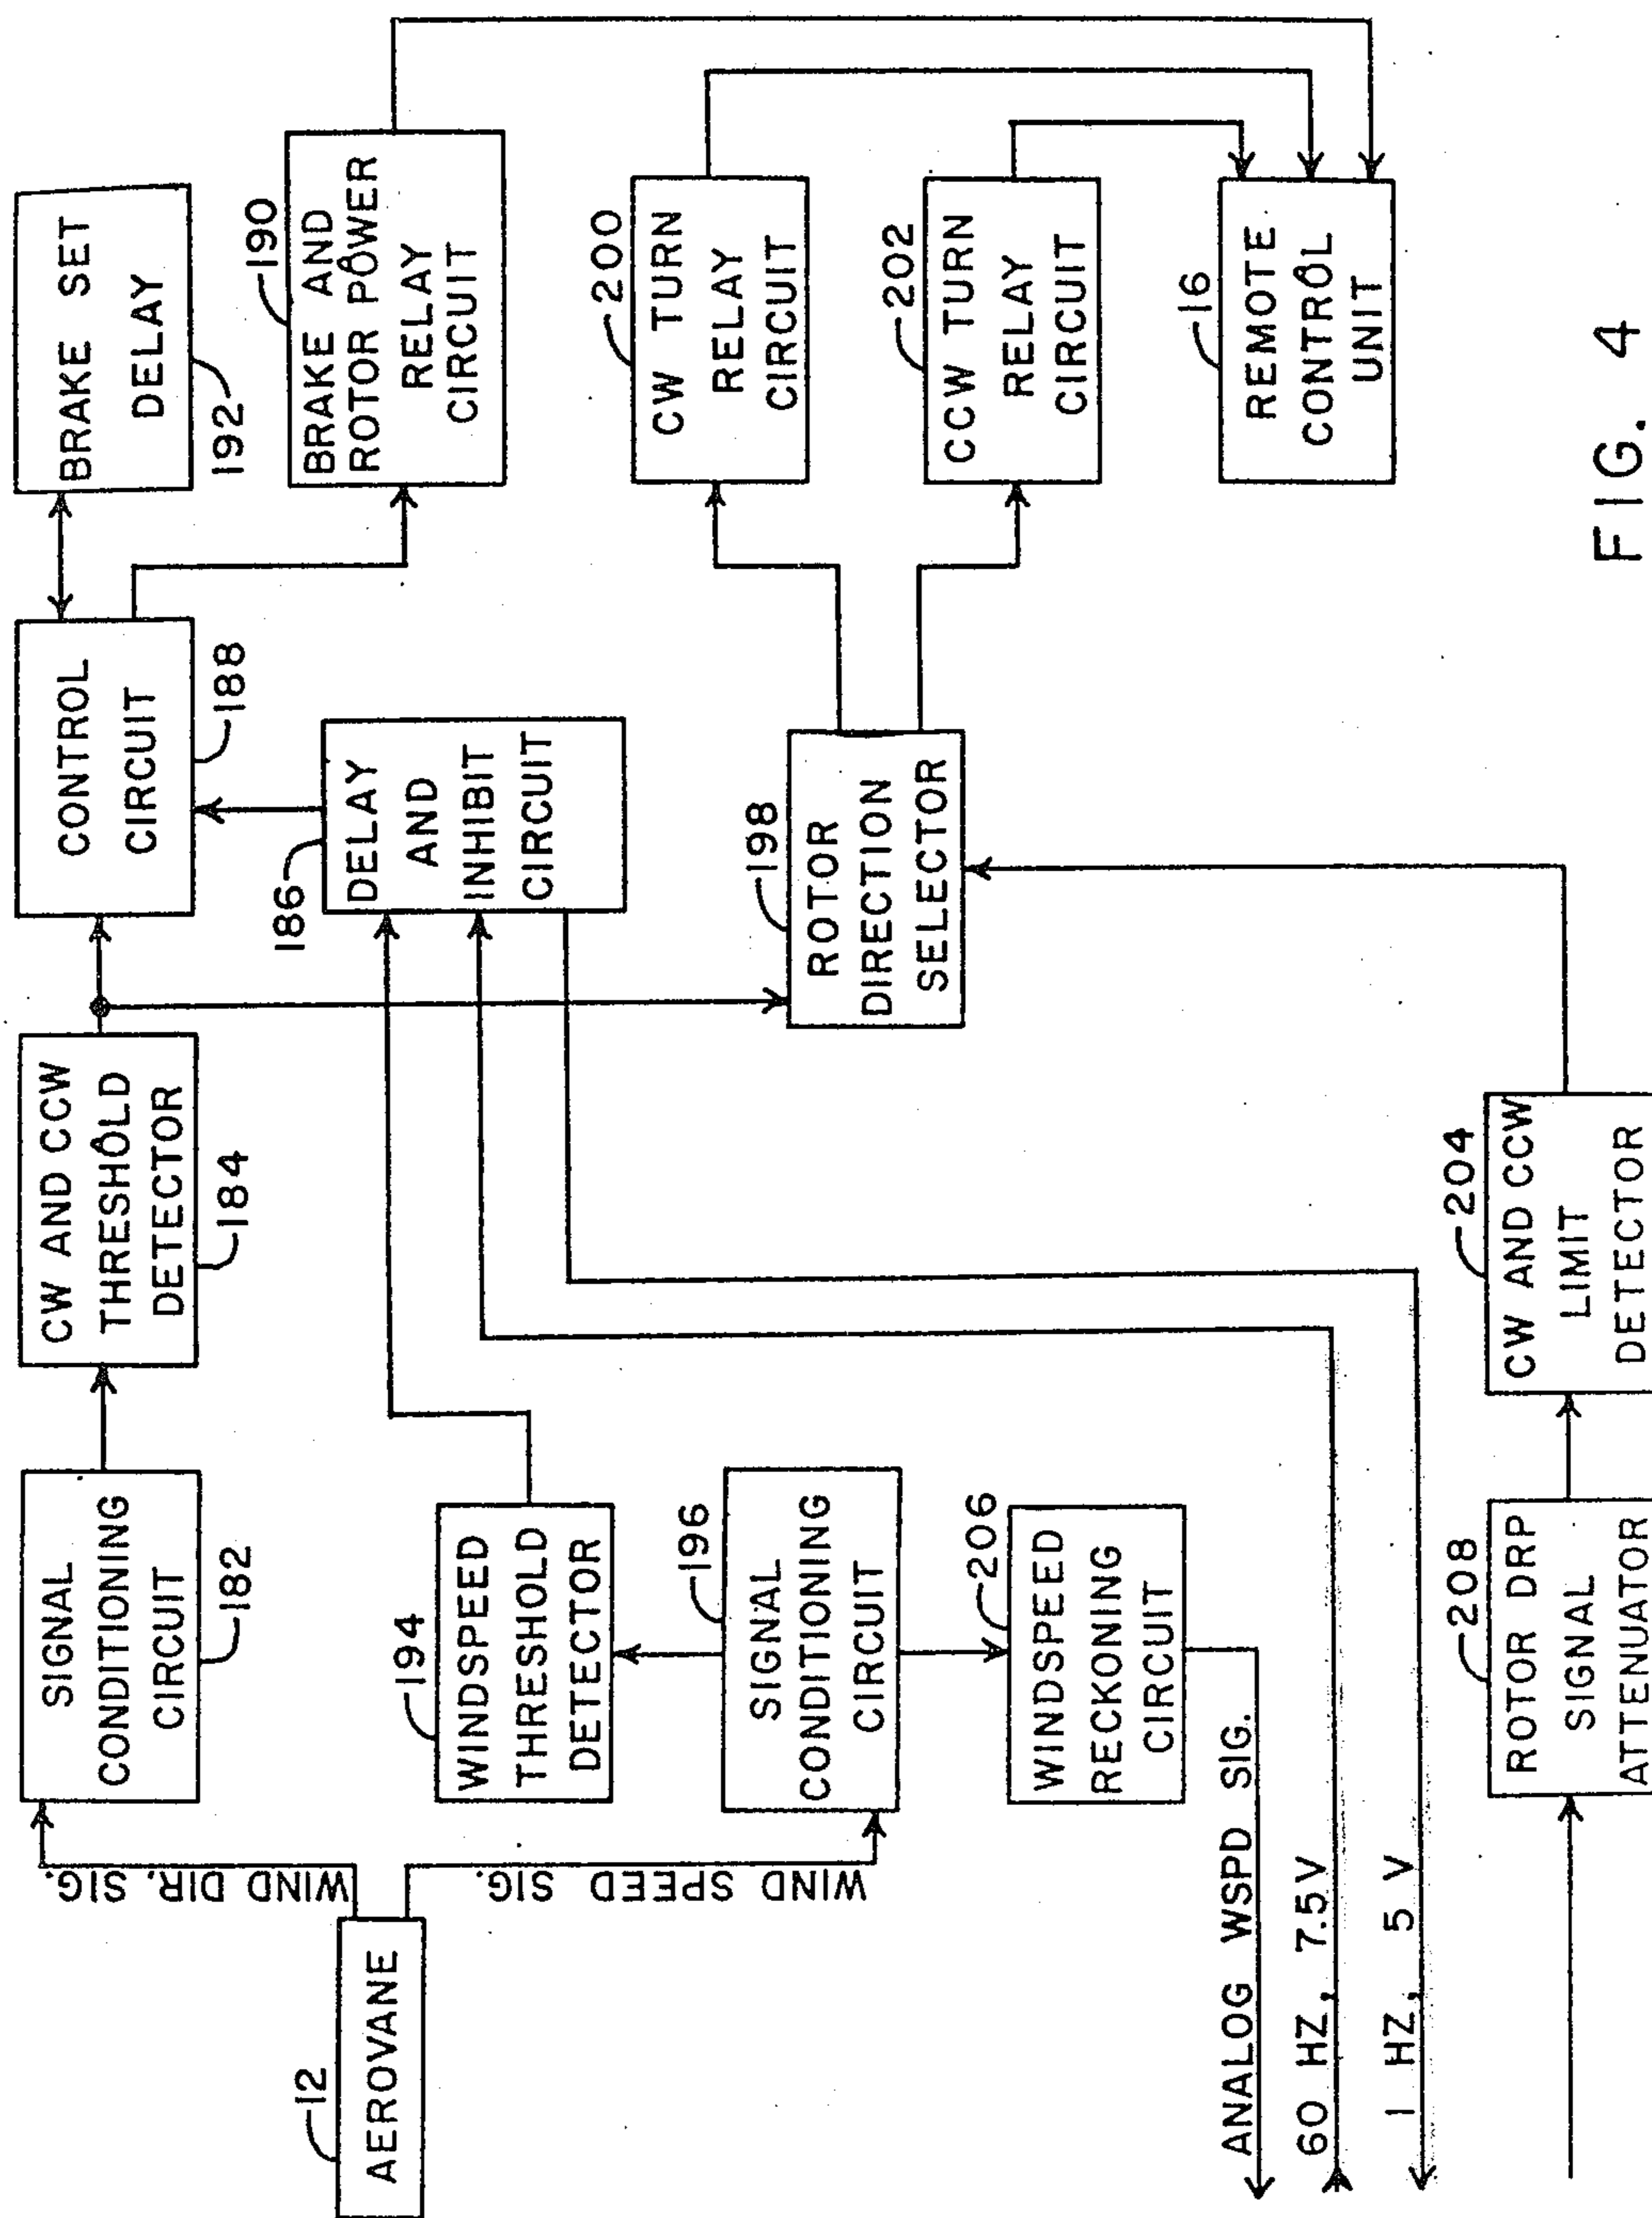 12
AEROVANE
WIND DIR. SIG.
WIND SPEED SIG.
SIGNAL
CONDITIONING
CIRCUIT
182
CW AND CCW
THRESHOLD
DETECTOR
184
CONTROL
CIRCUIT
188
BRAKE SET
DELAY
192
186
DELAY
AND
INHIBIT
CIRCUIT
190
BRAKE AND
ROTOR POWER
RELAY
CIRCUIT
194
WINDSPEED
THRESHOLD
DETECTOR
196
SIGNAL
CONDITIONING
CIRCUIT
206
WINDSPEED
RECKONING
CIRCUIT
198
ROTOR
DIRECTION
SELECTOR
200
CW TURN
RELAY
CIRCUIT
202
CCW TURN
RELAY
CIRCUIT
16
REMOTE
CONTROL
UNIT
ANALOG WSPD SIG.
60 HZ, 7.5 V
1 HZ, 5 V
208
ROTOR DRP
SIGNAL
ATTENUATOR
204
CW AND CCW
LIMIT
DETECTOR
FIG. 4